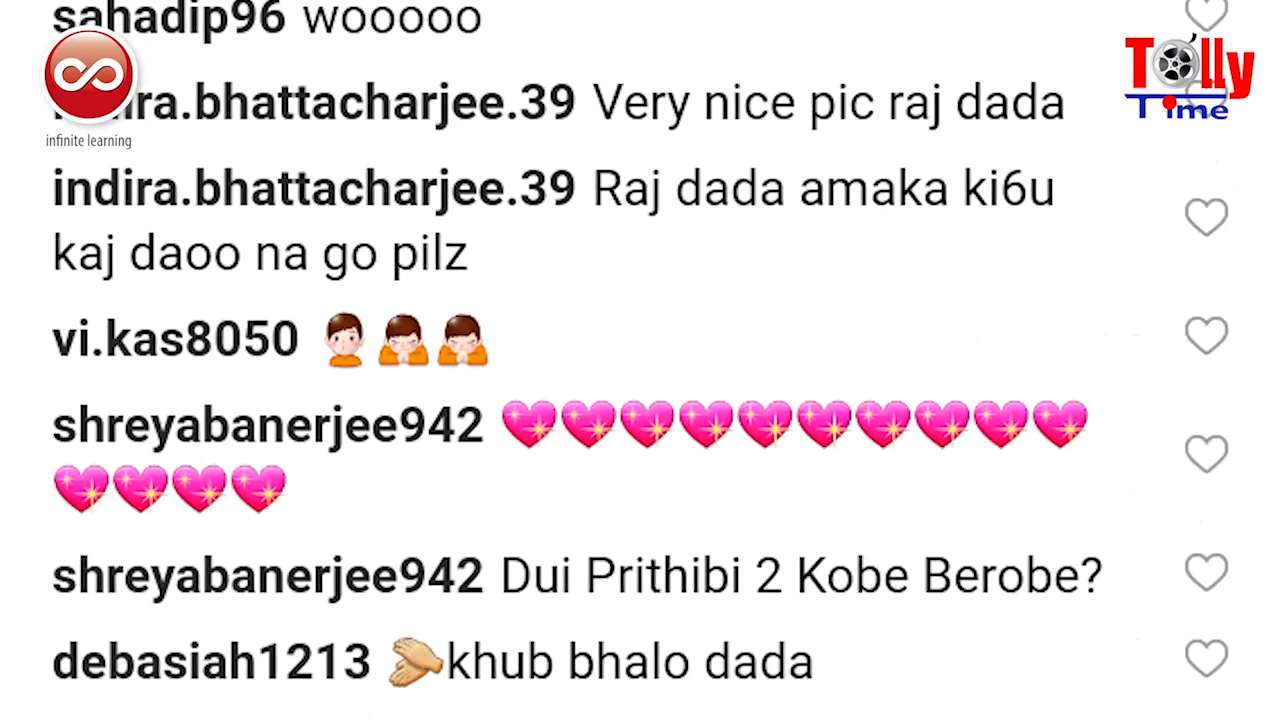 sahadip96 wooooo
indira.bhattacharjee.39 Very nice pic raj dada
indira.bhattacharjee.39 Raj dada amaka ki6u
kaj daoo na go pilz
vi.kas8050 🙍‍♂️🙇‍♂️🙇‍♂️
shreyabanerjee942 💖💖💖💖💖💖💖💖💖💖
💖💖💖💖
shreyabanerjee942 Dui Prithibi 2 Kobe Berobe?
debasiah1213 👏khub bhalo dada
infinite learning
Tolly
Time